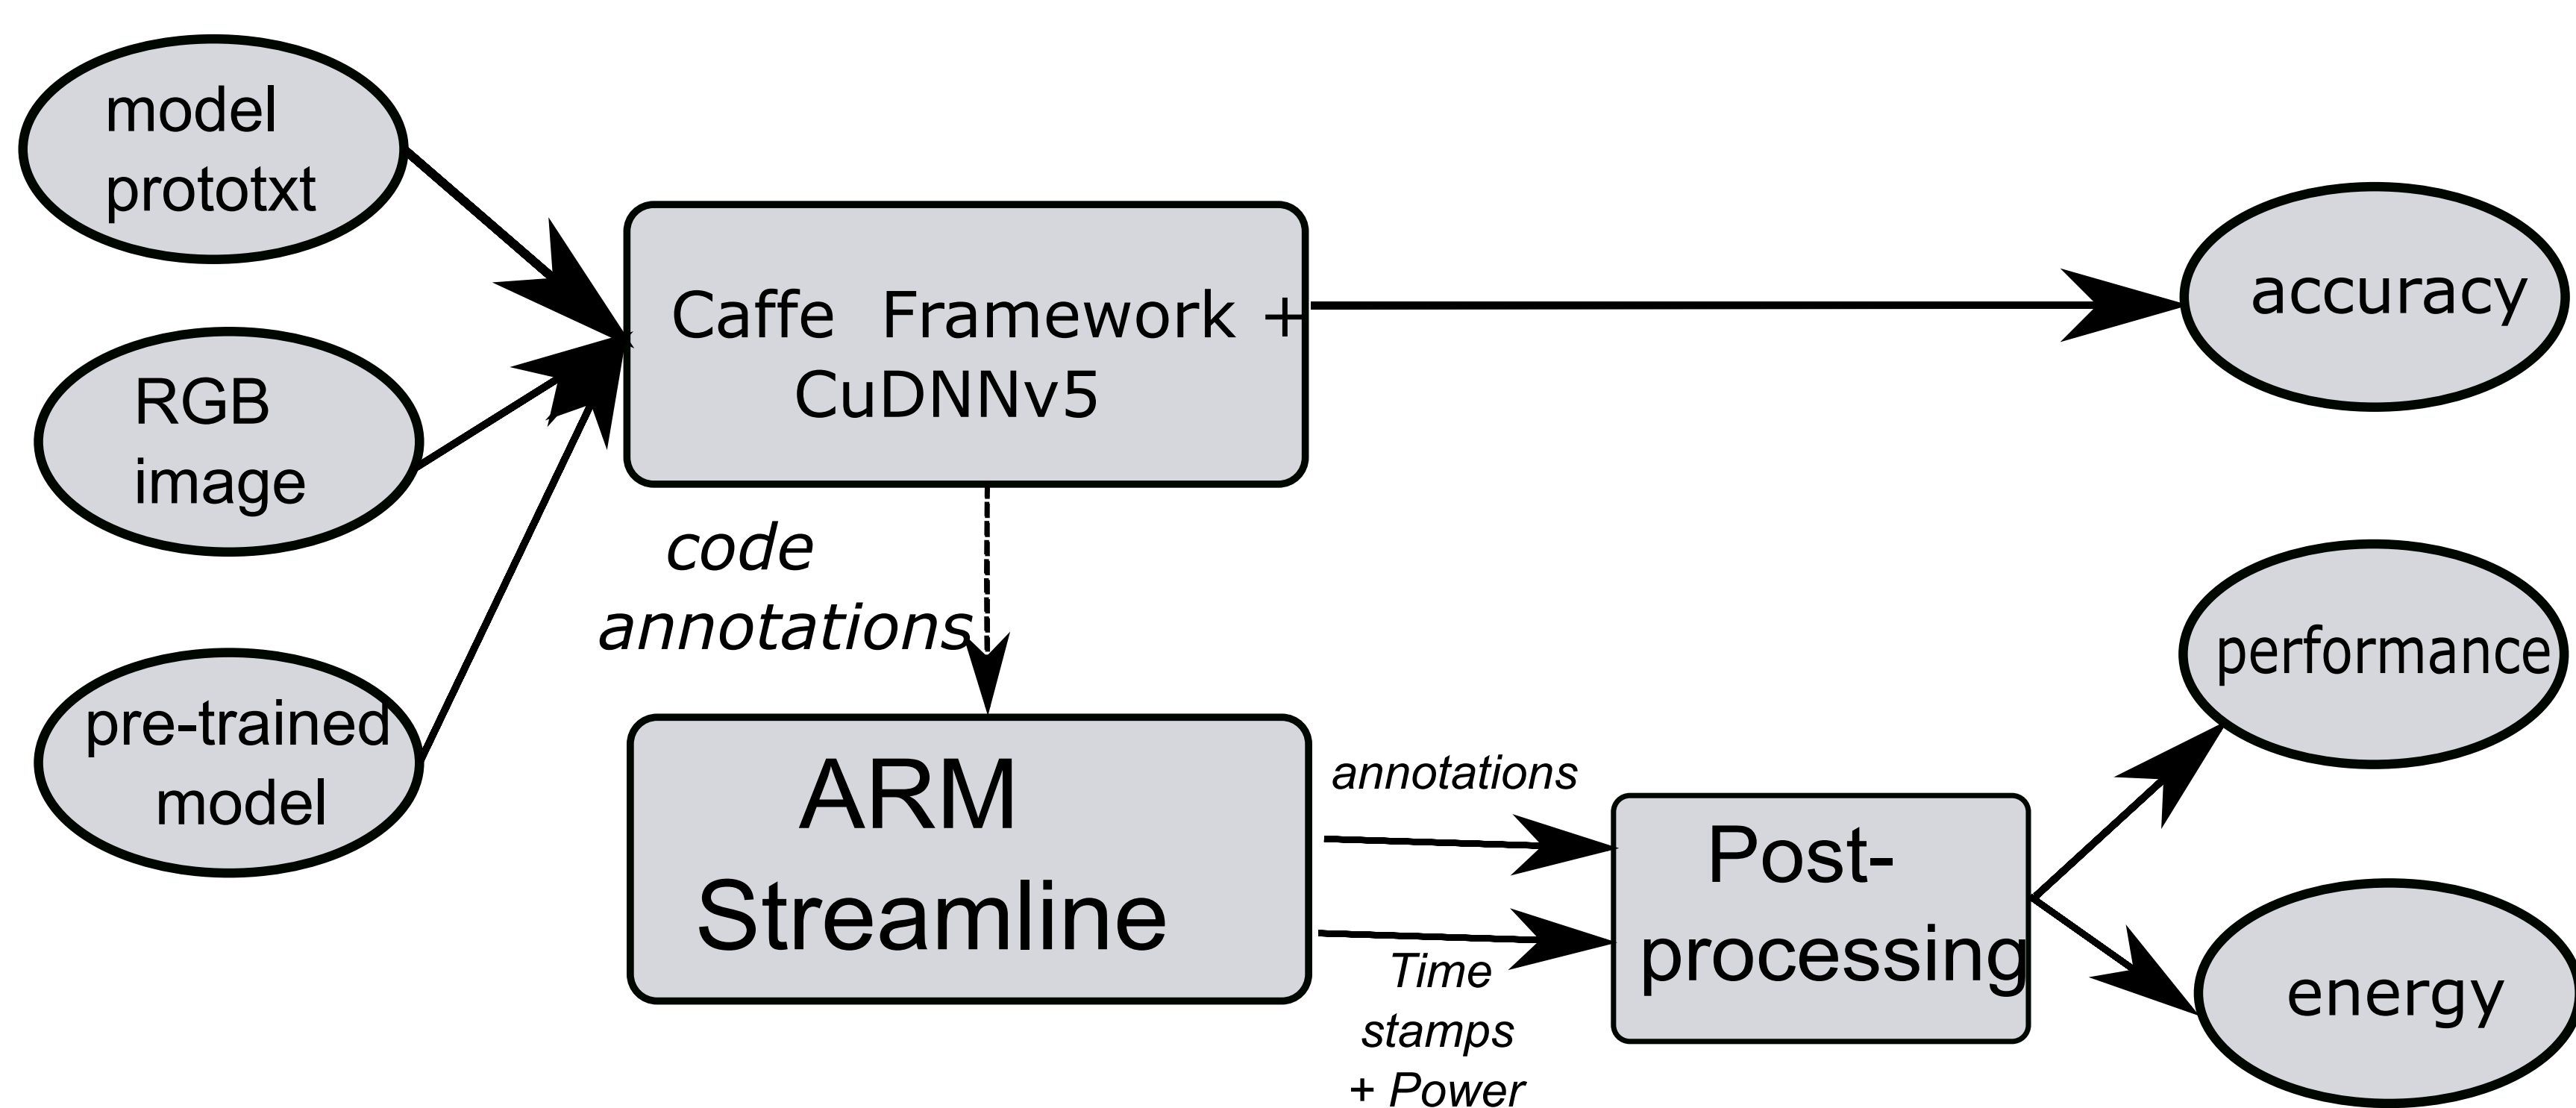 model
prototxt
RGB
image
pre-trained
model
Caffe Framework +
CuDNNv5
code
annotations
ARM
Streamline
annotations
Time
stamps
+ Power
Post-
processing
accuracy
performance
energy